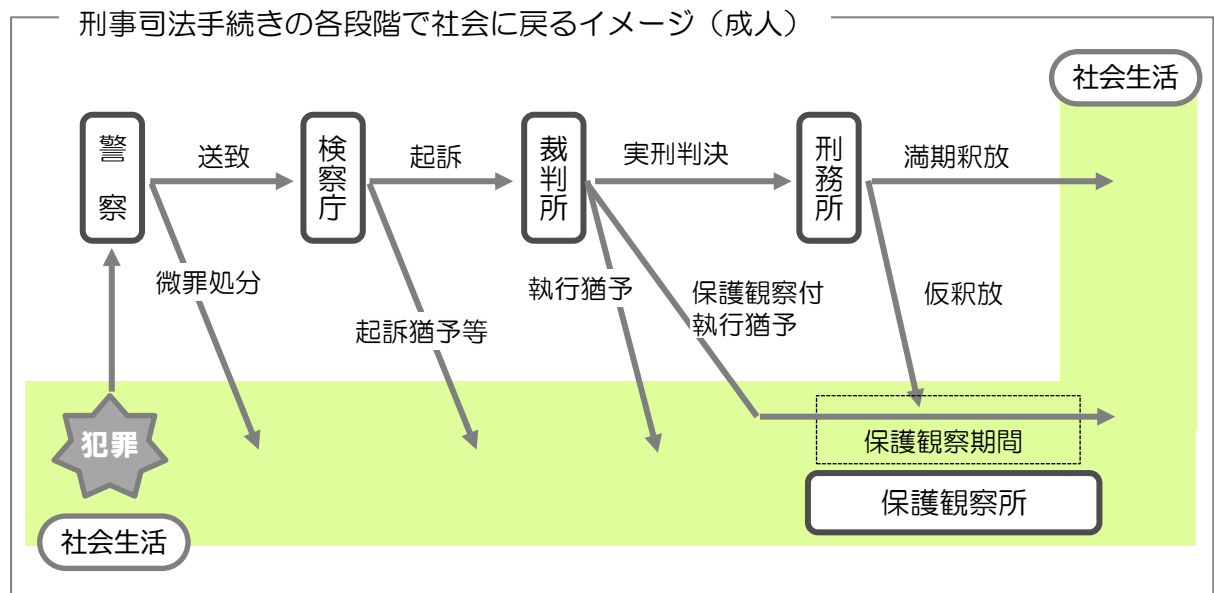 刑事司法手続きの各段階で社会に戻るイメージ（成人）
社会生活
警察
送致
検察庁
起訴
裁判所
実刑判決
刑務所
満期釈放
微罪処分
起訴猶予等
執行猶予
保護観察付
執行猶予
仮釈放
犯罪
保護観察期間
保護観察所
社会生活